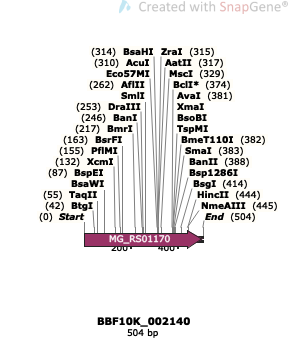 Created with SnapGene®
(314) BsaHI ZraI (315)
(310) AcuI AatII (317)
Eco57MI MscI (329)
(262) AflII BclI* (374)
SmlI AvaI (381)
(253) DraIII XmaI
(246) BanI BsoBI
(217) BmrI TspMI
(163) BsrFI BmeT110I (382)
(155) PflMI SmaI (383)
(132) XcmI BanII (388)
(87) BspEI Bsp1286I
BsaWI BsgI (414)
(55) TaqII HincII (444)
(42) BtgI NmeAIII (445)
(0) Start End (504)
MG_RS01170
200 400
BBF10K_002140
504 bp